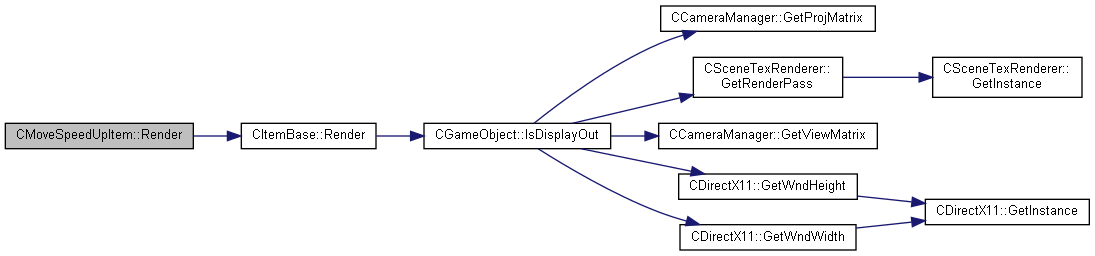 CMoveSpeedUpItem::Render
CItemBase::Render
CGameObject::IsDisplayOut
CCameraManager::GetProjMatrix
CSceneTexRenderer::
GetRenderPass
CSceneTexRenderer::
GetInstance
CCameraManager::GetViewMatrix
CDirectX11::GetWndHeight
CDirectX11::GetWndWidth
CDirectX11::GetInstance